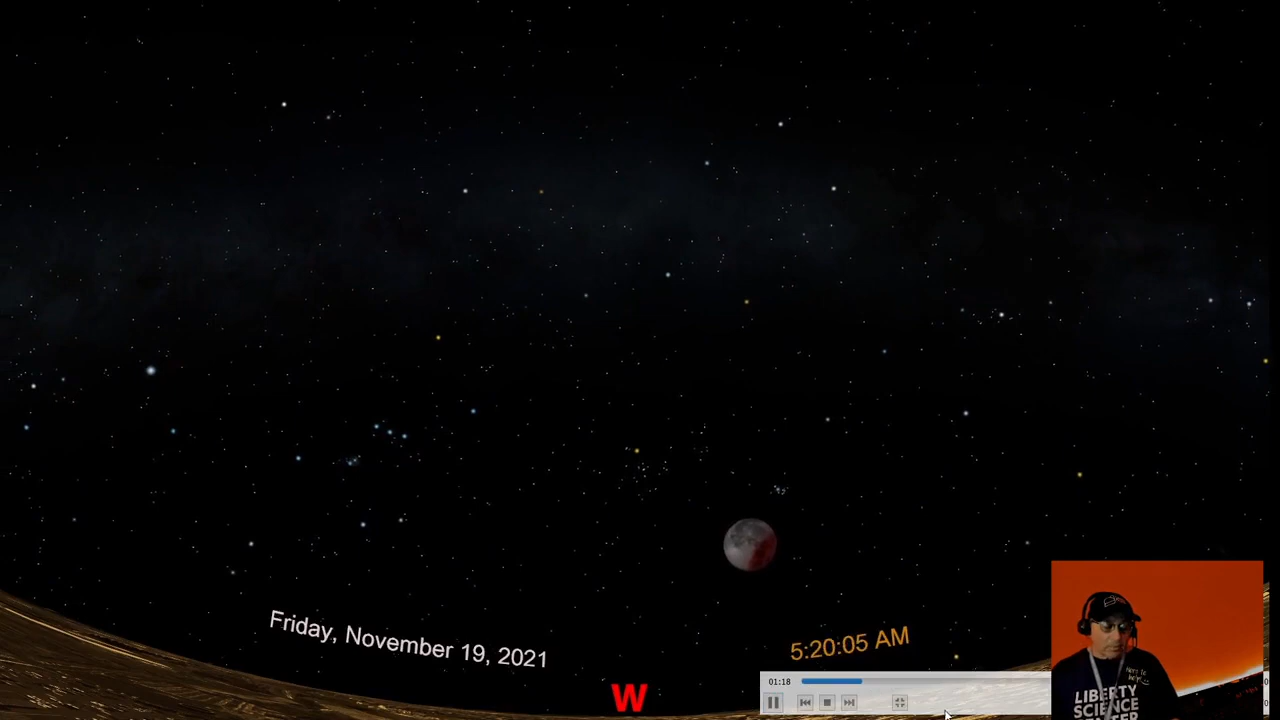 Friday, November 19, 2021
5:20:05 AM
W
01:18
LIBERTY
SCIENCE